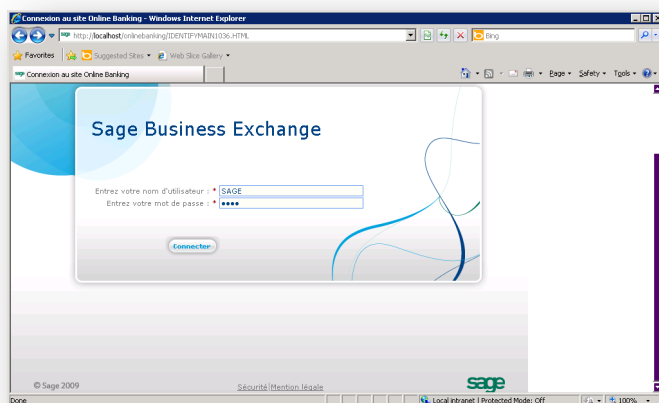 Connexion au site Online Banking - Windows Internet Explorer
http://localhost/onlinebanking/IDENTIFYMAIN1036.HTML
Bing
Favorites Suggested Sites Web Slice Gallery
Connexion au site Online Banking
Page Safety Tools
Sage Business Exchange
Entrez votre nom d'utilisateur : * SAGE
Entrez votre mot de passe : * ●●●●
Connecter
© Sage 2009
Sécurité|Mention légale
sage
Done
Local intranet | Protected Mode: Off
100%